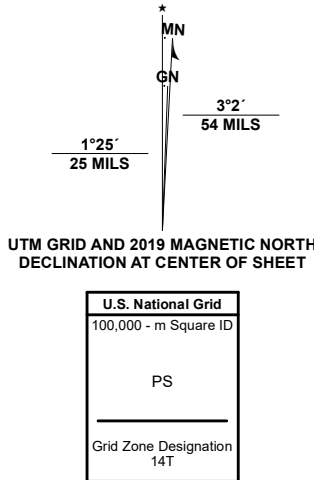 ★
MN
GN
3°2´
54 MILS
1°25´
25 MILS
UTM GRID AND 2019 MAGNETIC NORTH
DECLINATION AT CENTER OF SHEET
U.S. National Grid
100,000 - m Square ID
PS
Grid Zone Designation
14T